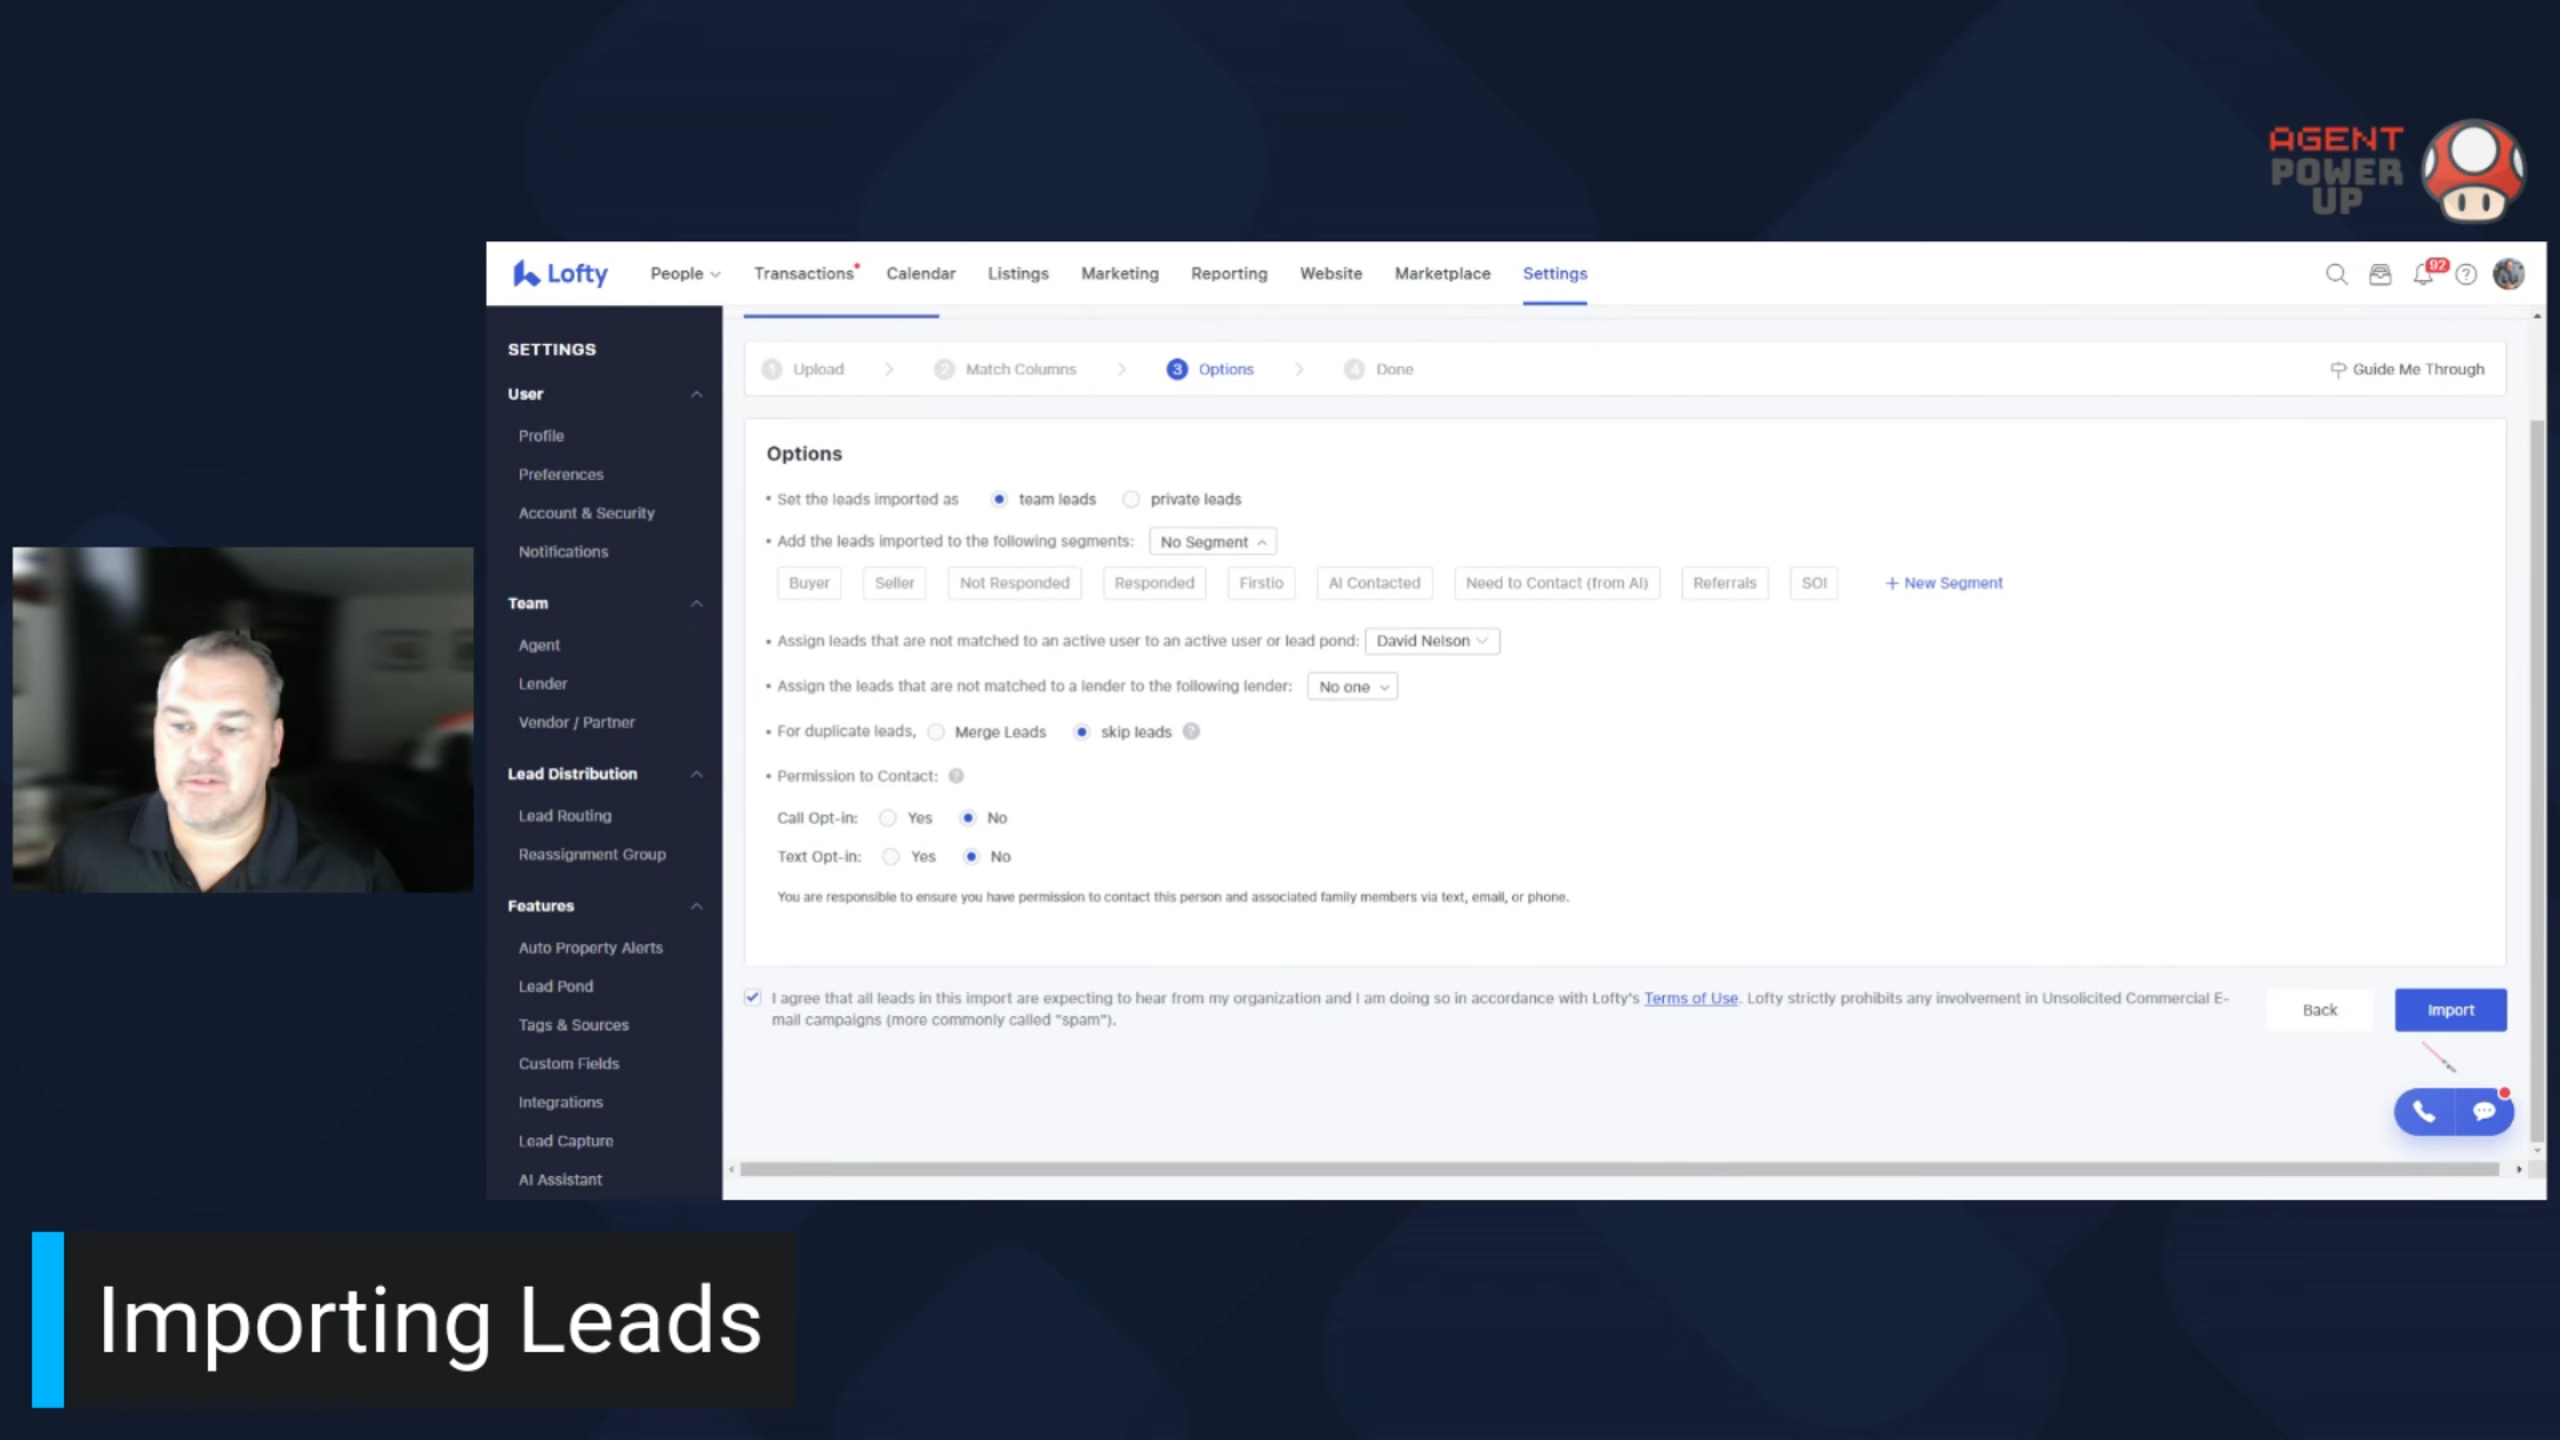 AGENT
POWER
UP
Lofty People Transactions Calendar Listings Marketing Reporting Website Marketplace Settings 92
SETTINGS
User
Profile
Preferences
Account & Security
Notifications
Team
Agent
Lender
Vendor / Partner
Lead Distribution
Lead Routing
Reassignment Group
Features
Auto Property Alerts
Lead Pond
Tags & Sources
Custom Fields
Integrations
Lead Capture
AI Assistant
1 Upload 2 Match Columns 3 Options 4 Done Guide Me Through
Options
• Set the leads imported as team leads private leads
• Add the leads imported to the following segments: No Segment
Buyer Seller Not Responded Responded Firstio AI Contacted Need to Contact (from AI) Referrals SOI + New Segment
• Assign leads that are not matched to an active user to an active user or lead pond: David Nelson
• Assign the leads that are not matched to a lender to the following lender: No one
• For duplicate leads, Merge Leads skip leads ?
• Permission to Contact: ?
Call Opt-in: Yes No
Text Opt-in: Yes No
You are responsible to ensure you have permission to contact this person and associated family members via text, email, or phone.
I agree that all leads in this import are expecting to hear from my organization and I am doing so in accordance with Lofty's Terms of Use. Lofty strictly prohibits any involvement in Unsolicited Commercial E-
mail campaigns (more commonly called "spam").
Back Import
Importing Leads